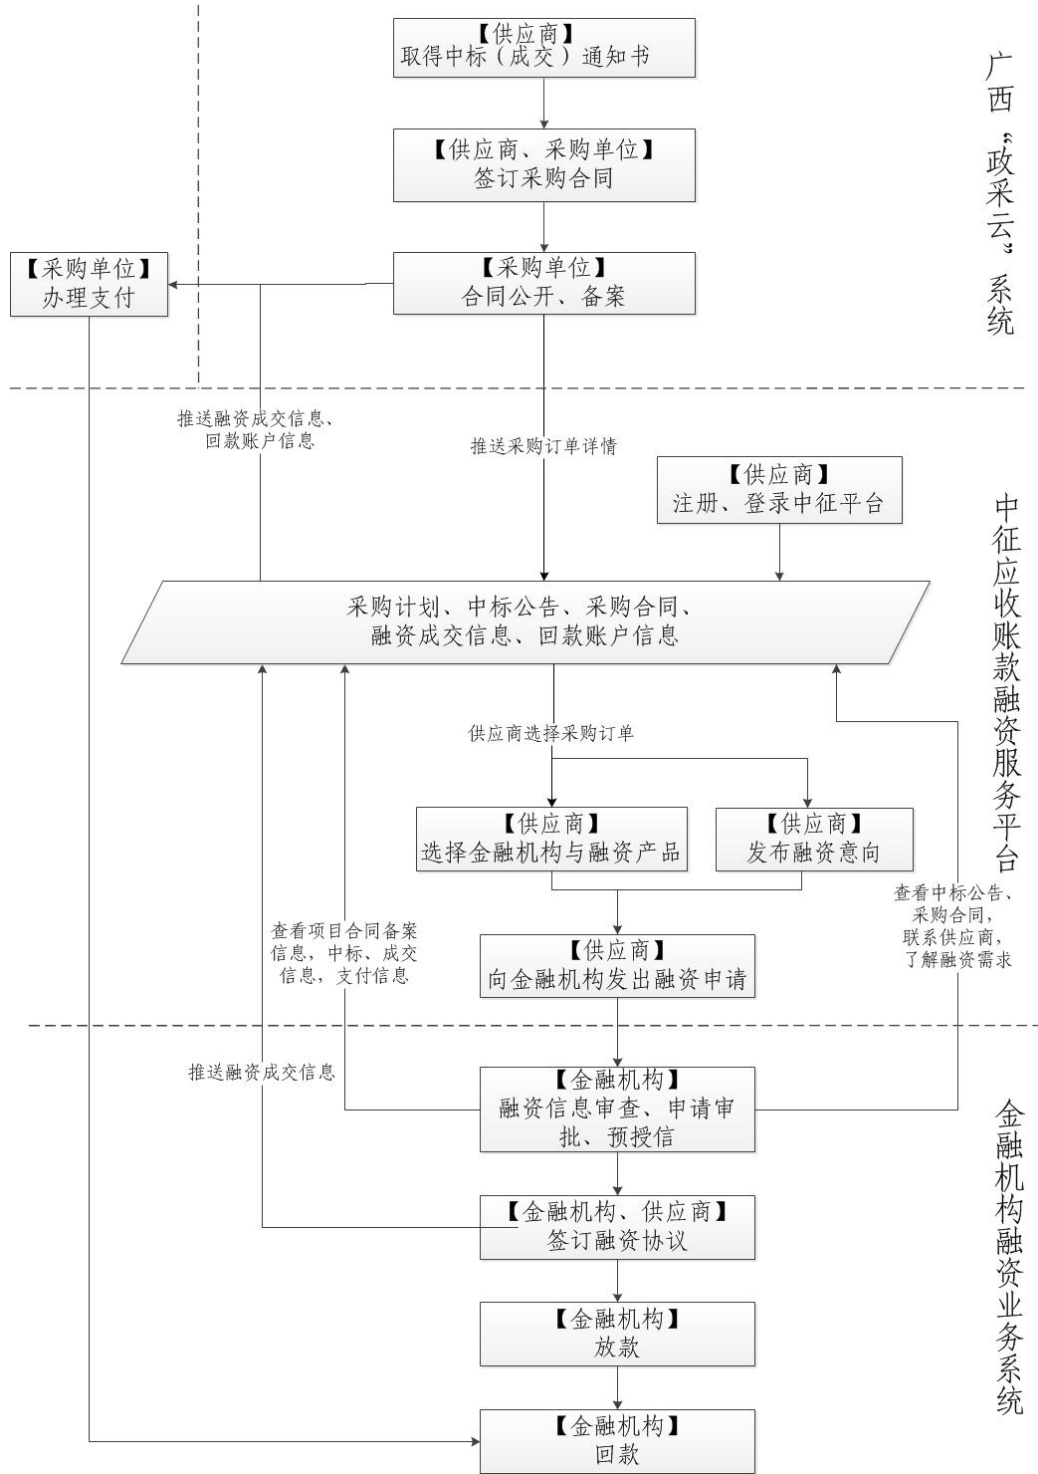 【供应商】
取得中标（成交）通知书
【供应商、采购单位】
签订采购合同
【采购单位】
合同公开、备案
【采购单位】
办理支付
广西“政采云”系统
推送融资成交信息、
回款账户信息
推送采购订单详情
【供应商】
注册、登录中征平台
采购计划、中标公告、采购合同、
融资成交信息、回款账户信息
中征应收账款融资服务平台
供应商选择采购订单
【供应商】
选择金融机构与融资产品
【供应商】
发布融资意向
查看项目合同备案
信息，中标、成交
信息，支付信息
查看中标公告、
采购合同，
联系供应商，
了解融资需求
【供应商】
向金融机构发出融资申请
推送融资成交信息
【金融机构】
融资信息审查、申请审
批、预授信
【金融机构、供应商】
签订融资协议
【金融机构】
放款
【金融机构】
回款
金融机构融资业务系统